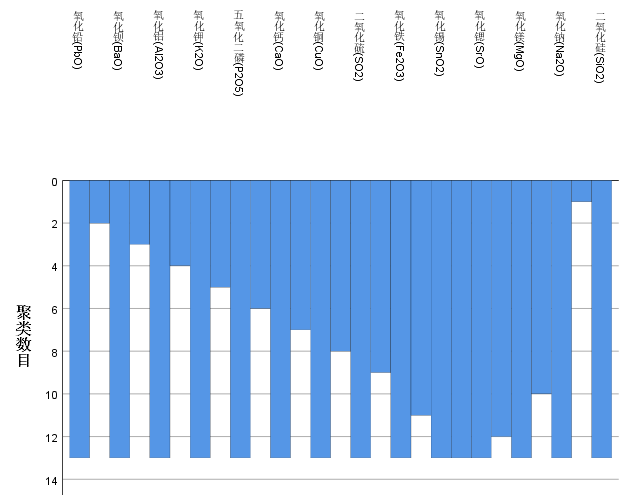 氧化铅(PbO)
氧化钡(BaO)
氧化铝(Al2O3)
氧化钾(K2O)
五氧化二磷(P2O5)
氧化钙(CaO)
氧化铜(CuO)
二氧化硫(SO2)
氧化铁(Fe2O3)
氧化锡(SnO2)
氧化锶(SrO)
氧化镁(MgO)
氧化钠(Na2O)
二氧化硅(SiO2)
聚类数目
0
2
4
6
8
10
12
14